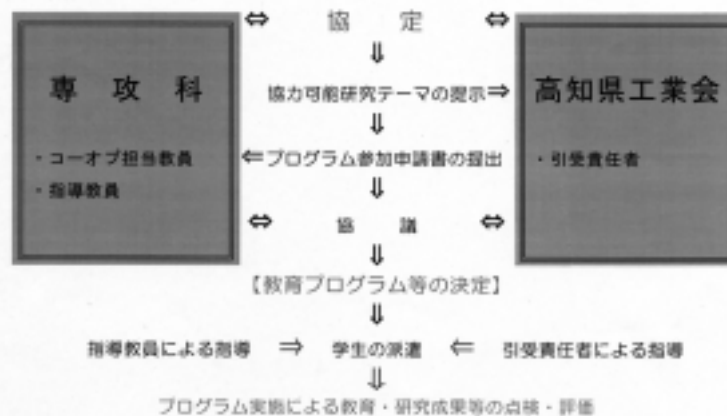 ⇔ 協 定 ⇔
⇓
専 攻 科
・コーオプ担当教員
・指導教員
高知県工業会
・引受責任者
協力可能研究テーマの提示⇒
⇓
⇐プログラム参加申請書の提出
⇓
⇔ 協 議 ⇔
⇓
【教育プログラム等の決定】
⇓
指導教員による指導 ⇒ 学生の派遣 ⇐ 引受責任者による指導
⇓
プログラム実施による教育・研究成果等の点検・評価